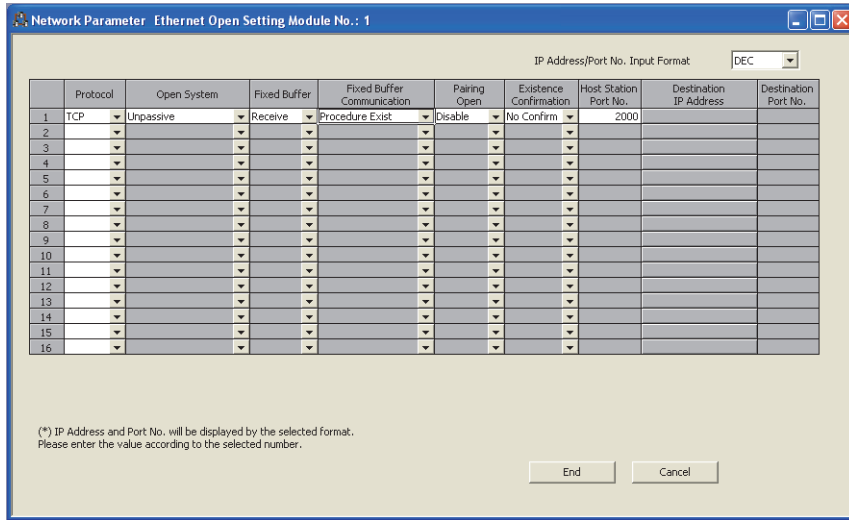 Network Parameter Ethernet Open Setting Module No.: 1
IP Address/Port No. Input Format DEC
Protocol Open System Fixed Buffer Fixed Buffer Communication Pairing Open Existence Confirmation Host Station Port No. Destination IP Address Destination Port No.
1 TCP Unpassive Receive Procedure Exist Disable No Confirm 2000
2
3
4
5
6
7
8
9
10
11
12
13
14
15
16
(*) IP Address and Port No. will be displayed by the selected format.
Please enter the value according to the selected number.
End Cancel